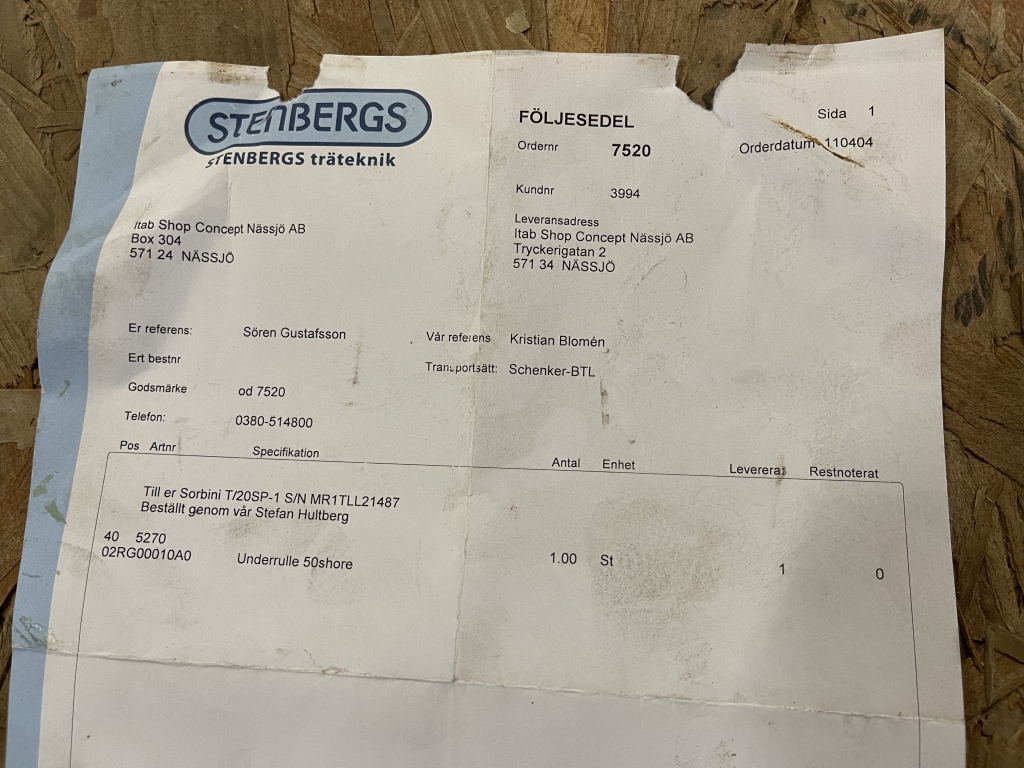 STENBERGS
STENBERGS träteknik
FÖLJESEDEL
Sida 1
Ordernr 7520
Orderdatum 110404
Kundnr 3994
Itab Shop Concept Nässjö AB
Box 304
571 24 NÄSSJÖ
Leveransadress
Itab Shop Concept Nässjö AB
Tryckerigatan 2
571 34 NÄSSJÖ
Er referens: Sören Gustafsson
Vår referens Kristian Blomén
Ert bestnr
Transportsätt: Schenker-BTL
Godsmärke od 7520
Telefon: 0380-514800
Pos Artnr Specifikation Antal Enhet Levererat Restnoterat
Till er Sorbini T/20SP-1 S/N MR1TLL21487
Beställt genom vår Stefan Hultberg
40 5270
02RG00010A0 Underrulle 50shore 1.00 St 1 0